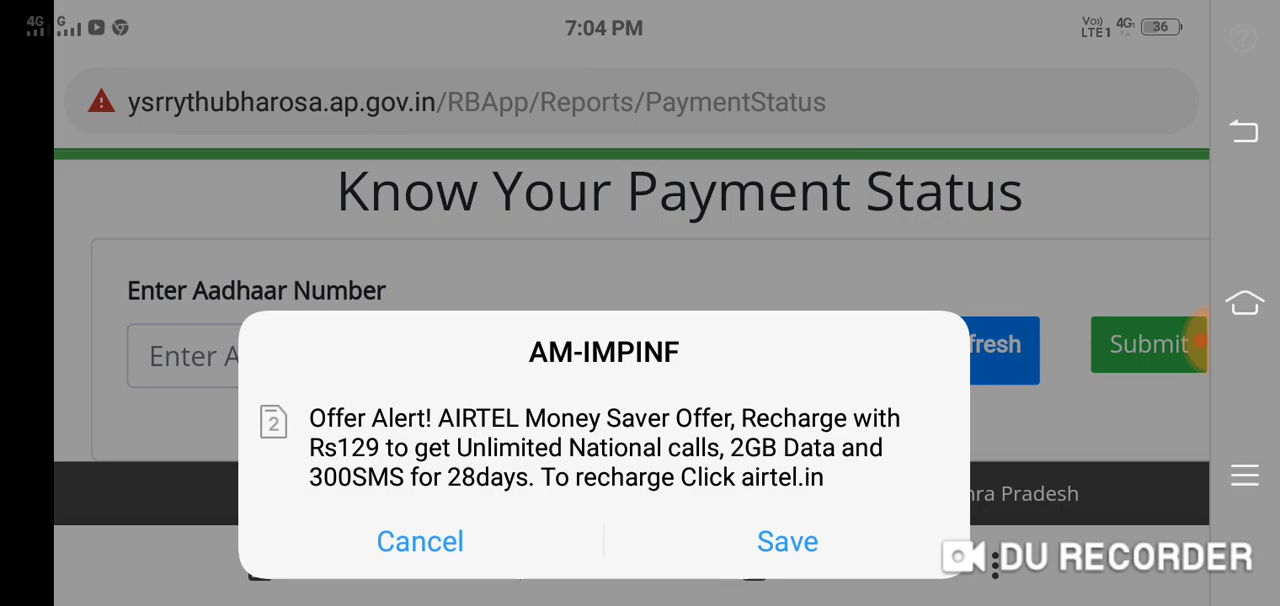 4G G 7:04 PM Vo)) LTE1 4G 36
ysrrythubharosa.ap.gov.in/RBApp/Reports/PaymentStatus
Know Your Payment Status
Enter Aadhaar Number
Enter A
fresh
Submit
AM-IMPINF
2
Offer Alert! AIRTEL Money Saver Offer, Recharge with
Rs129 to get Unlimited National calls, 2GB Data and
300SMS for 28days. To recharge Click airtel.in
hra Pradesh
Cancel Save
DU RECORDER